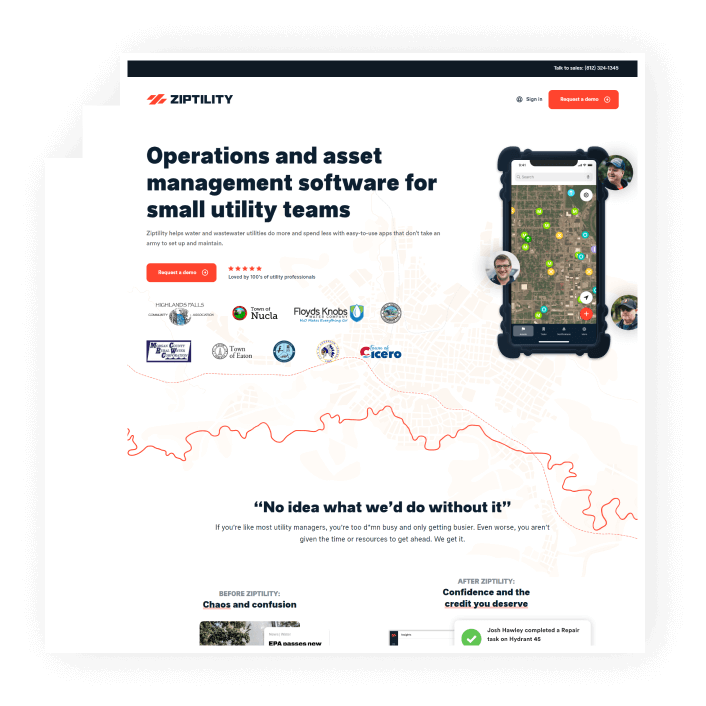 Talk to sales: (812) 324-1345
ZIPTILITY
Sign in
Request a demo
Operations and asset
management software for
small utility teams
Ziptility helps water and wastewater utilities do more and spend less with easy-to-use apps that don't take an
army to set up and maintain.
Request a demo
Loved by 100's of utility professionals
Search
HIGHLANDS FALLS
COMMUNITY ASSOCIATION
Town of
Nucla
Floyds Knobs
WATER COMPANY
Town
of Eaton
Town of
Cicero
“No idea what we’d do without it”
If you’re like most utility managers, you’re too d*mn busy and only getting busier. Even worse, you aren’t
given the time or resources to get ahead. We get it.
BEFORE ZIPTILITY:
Chaos and confusion
AFTER ZIPTILITY:
Confidence and the
credit you deserve
EPA passes new
Josh Hawley completed a Repair
task on Hydrant 45